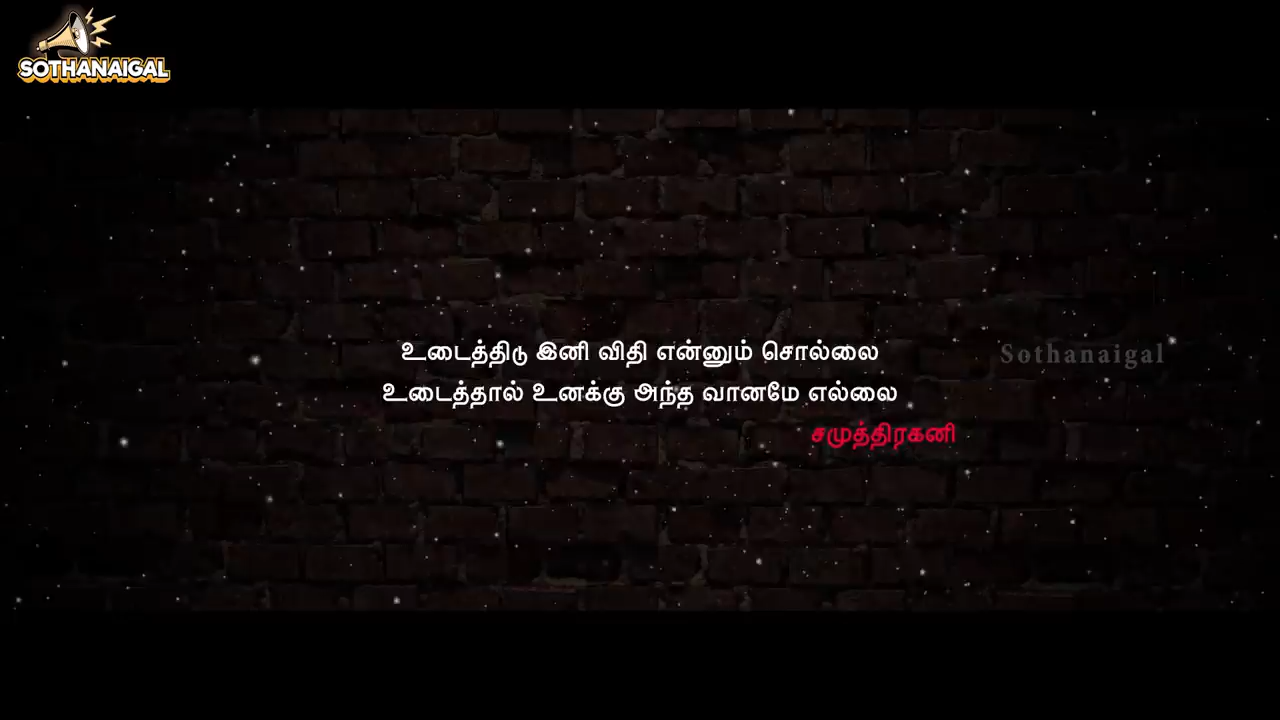 SOTHANAIGAL
உடைத்திடு இனி விதி என்னும் சொல்லை
Sothanaigal
உடைத்தால் உனக்கு அந்த வானமே எல்லை
சமுத்திரகனி